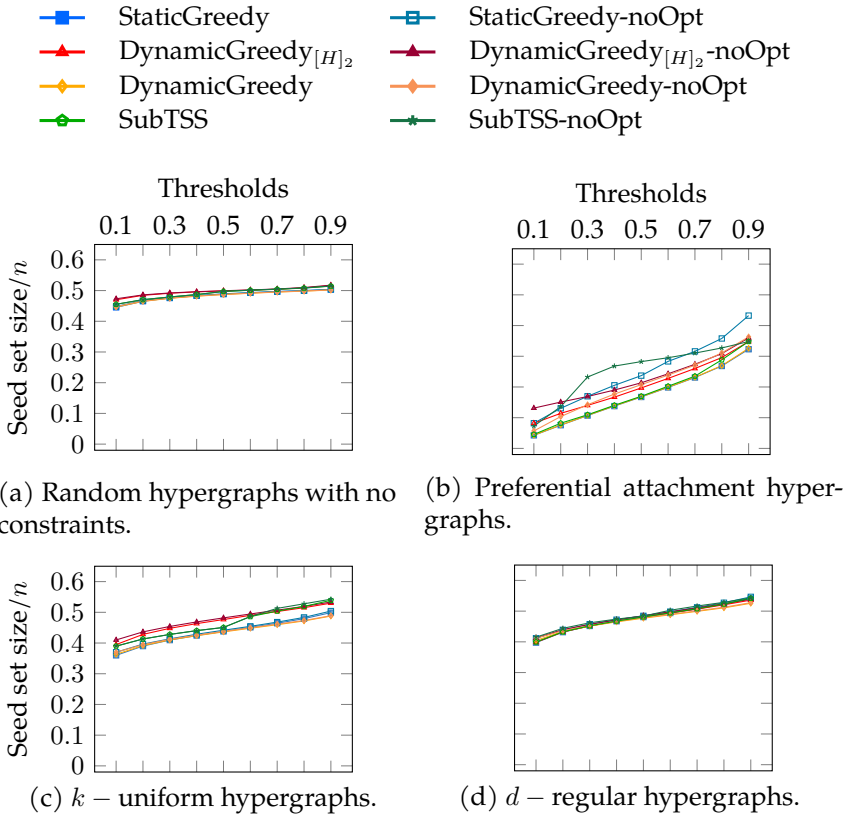 StaticGreedy
StaticGreedy-noOpt
DynamicGreedy[H]2
DynamicGreedy[H]2-noOpt
DynamicGreedy
DynamicGreedy-noOpt
SubTSS
SubTSS-noOpt
Thresholds
0.1 0.3 0.5 0.7 0.9
Seed set size/n
0.6
0.5
0.4
0.3
0.2
0.1
0
(a) Random hypergraphs with no
constraints.
Thresholds
0.1 0.3 0.5 0.7 0.9
(b) Preferential attachment hyper-
graphs.
Seed set size/n
0.6
0.5
0.4
0.3
0.2
0.1
0
(c) k − uniform hypergraphs.
(d) d − regular hypergraphs.